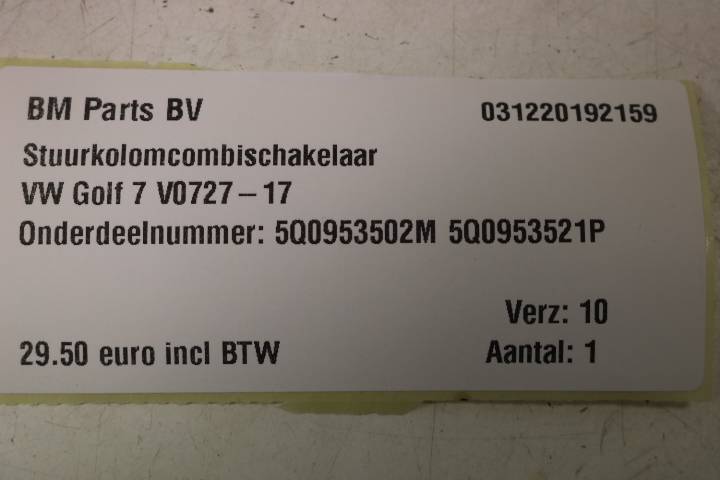 BM Parts BV 031220192159
Stuurkolomcombischakelaar
VW Golf 7 V0727-17
Onderdeelnummer: 5Q0953502M 5Q0953521P
Verz: 10
29.50 euro incl BTW Aantal: 1